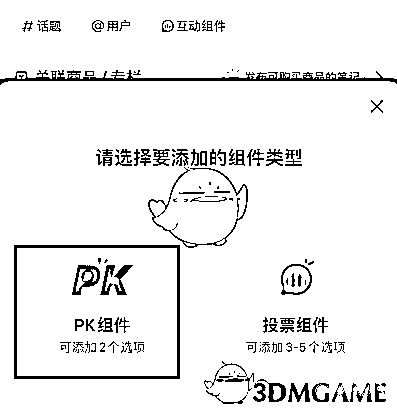 # 话题 @用户 互动组件
关联商品/专栏 发布可购买商品的笔记
请选择要添加的组件类型
PK
PK组件
可添加2个选项
投票组件
可添加3-5个选项
3DMGAME